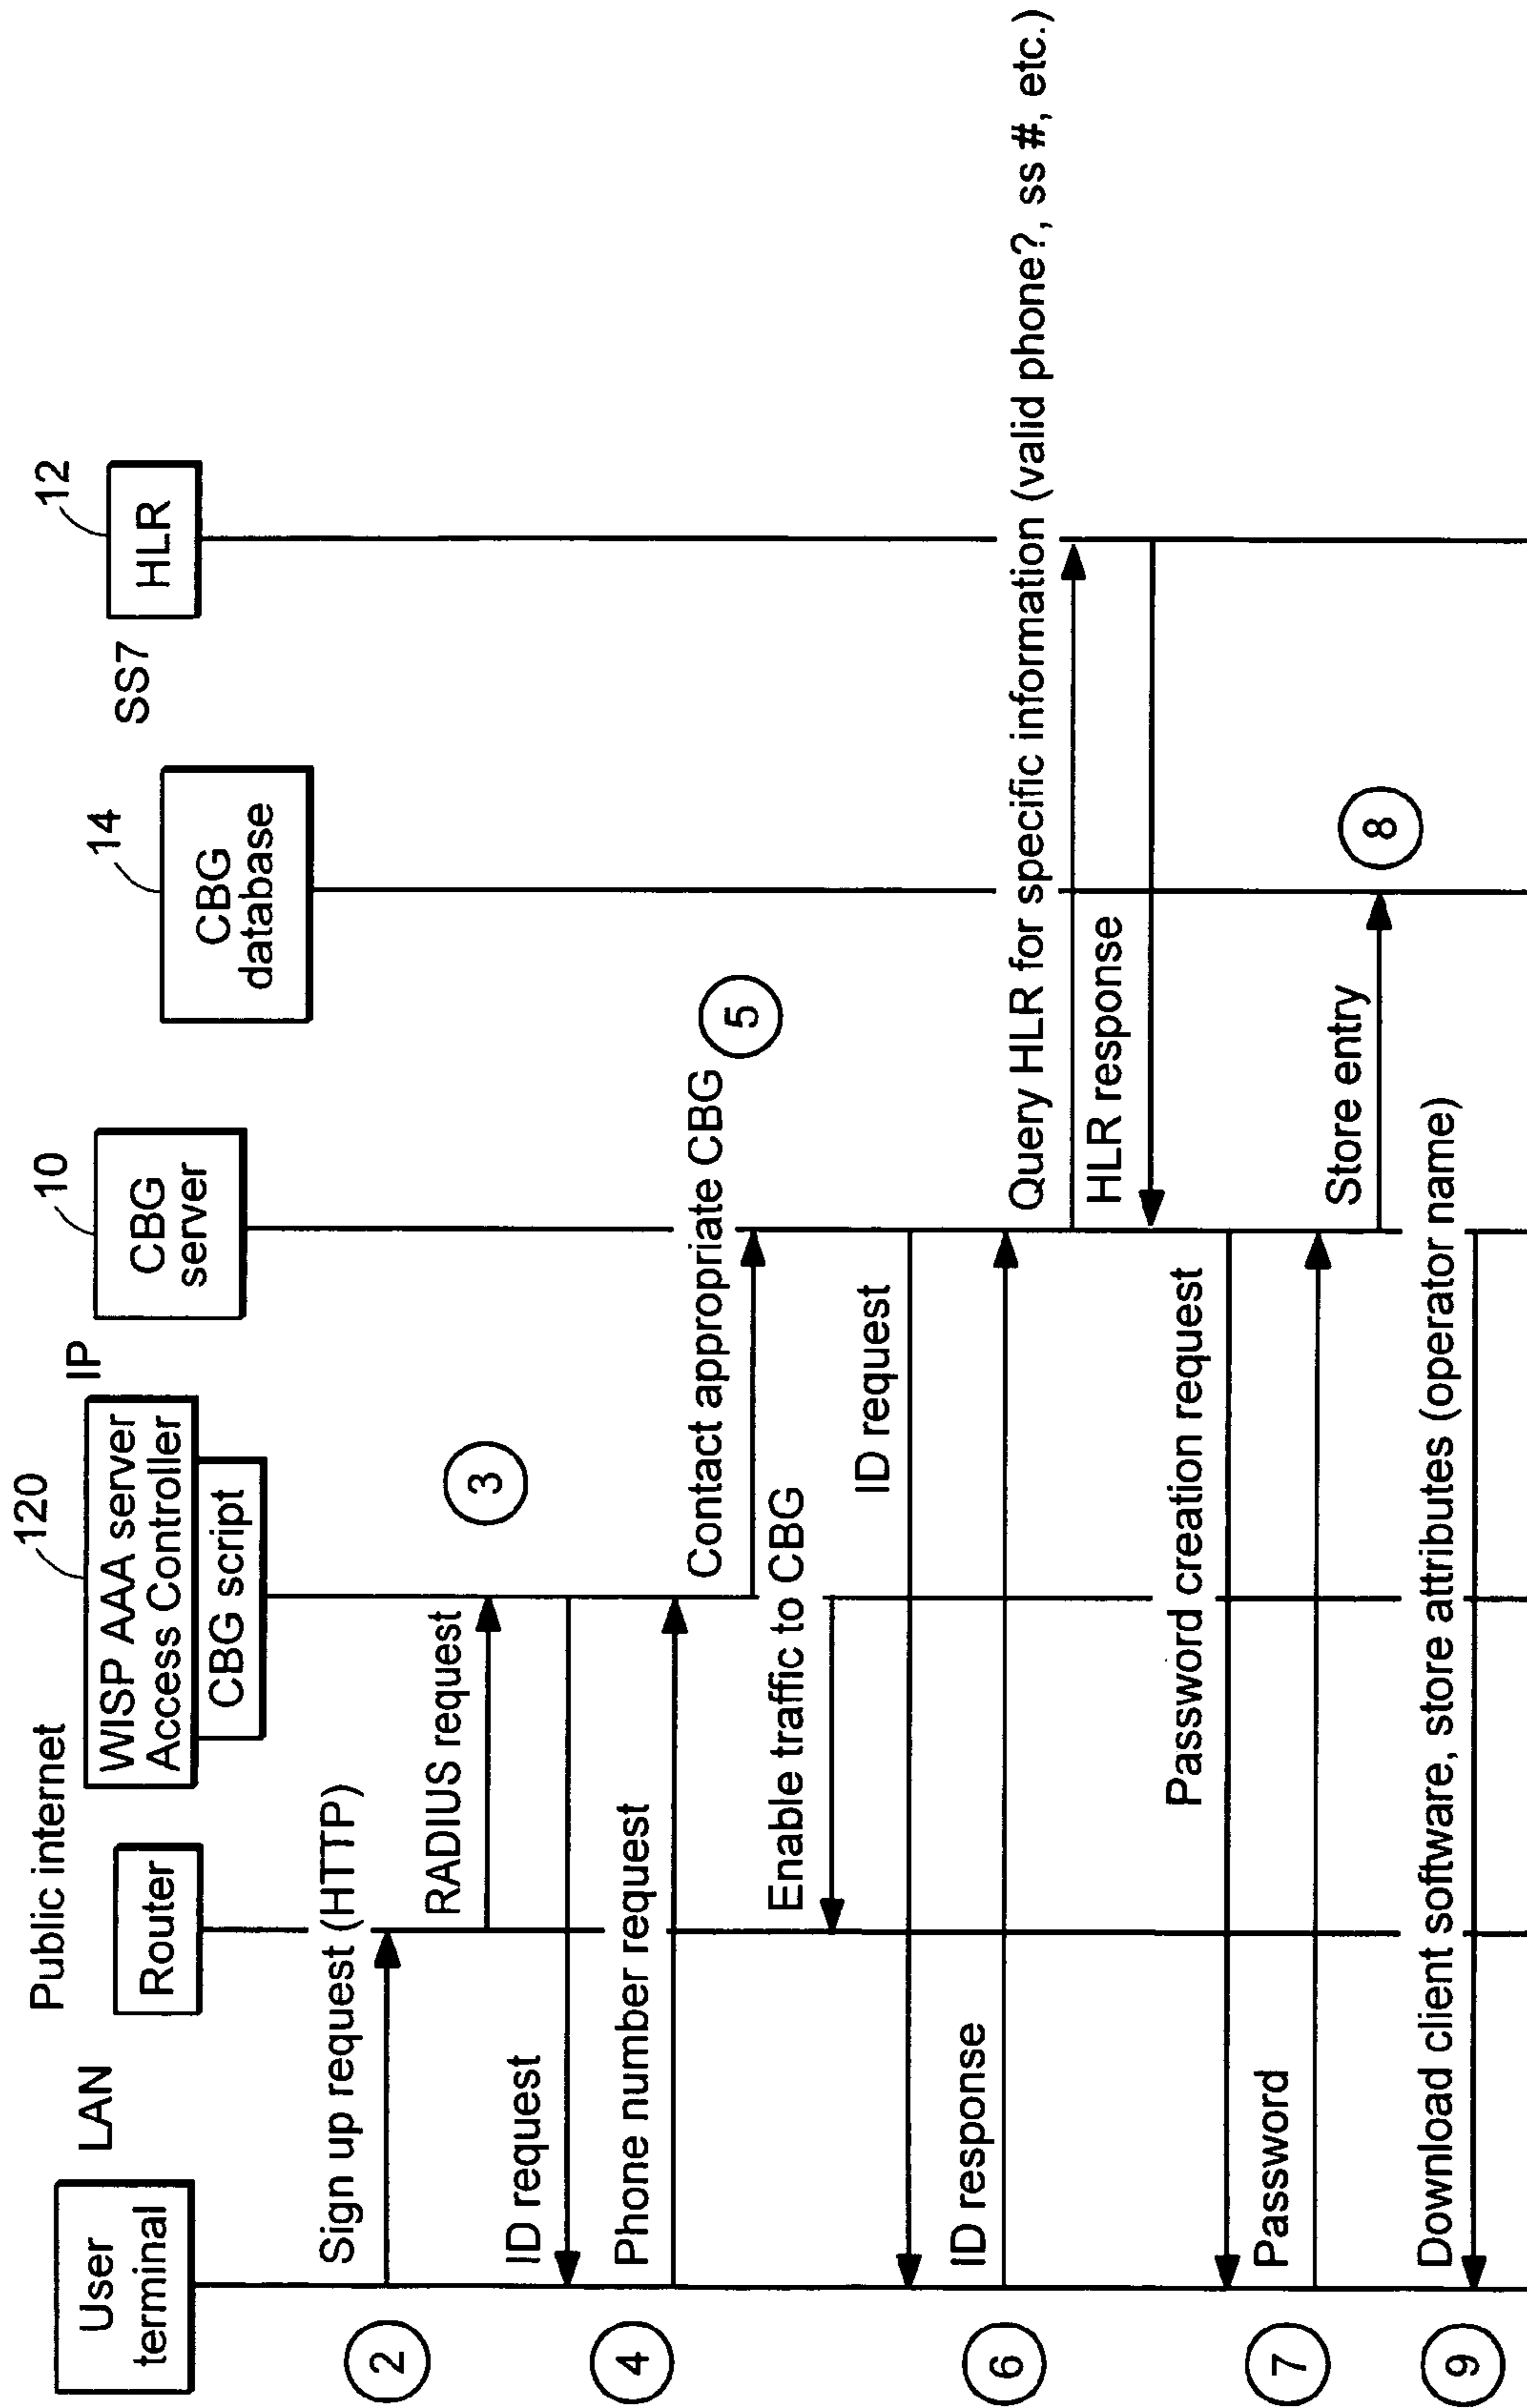 Public internet
LAN
IP
SS7
120
10
14
12
User
terminal
Router
WISP AAA server
Access Controller
CBG script
CBG
server
CBG
database
HLR
2
Sign up request (HTTP)
RADIUS request
3
ID request
4
Phone number request
Contact appropriate CBG
5
Enable traffic to CBG
ID request
6
ID response
Query HLR for specific information (valid phone?, ss #, etc.)
HLR response
Password creation request
7
Password
Store entry
8
9
Download client software, store attributes (operator name)